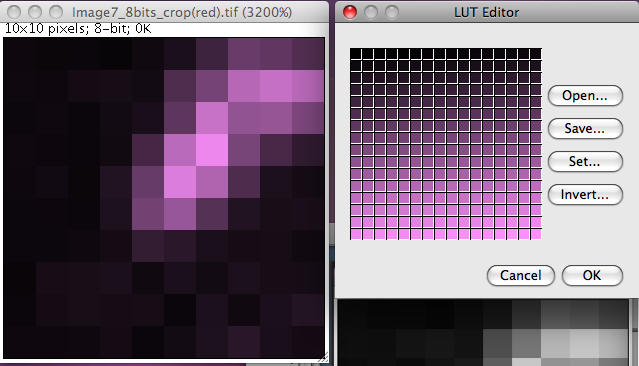 Image7_8bits_crop(red).tif (3200%)
10x10 pixels; 8-bit; 0K
LUT Editor
Open...
Save...
Set...
Invert...
Cancel
OK